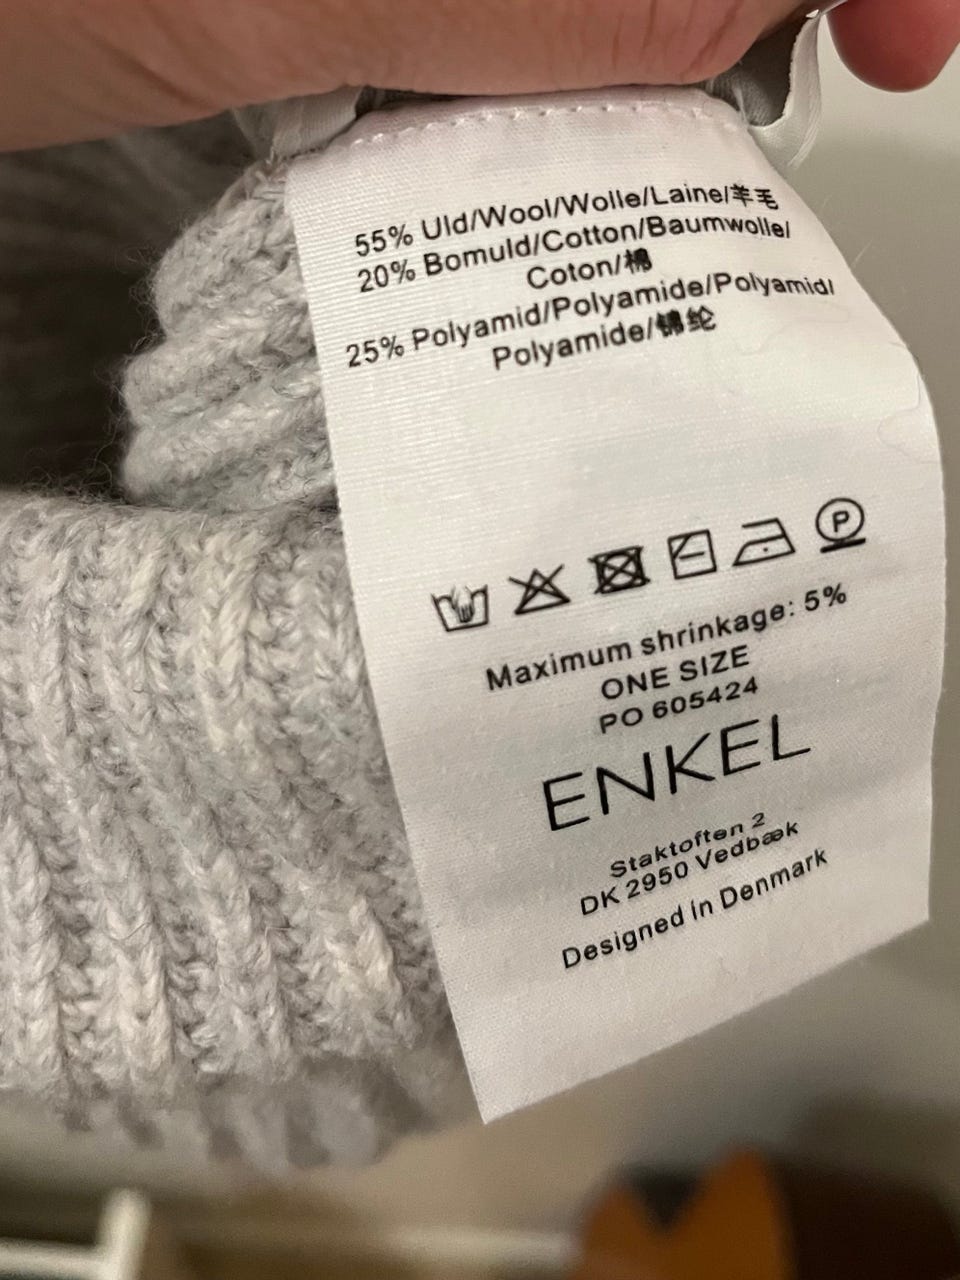 55% Uld/Wool/Wolle/Laine/羊毛
20% Bomuld/Cotton/Baumwolle/
Coton/棉
25% Polyamid/Polyamide/Polyamid/
Polyamide/锦纶
P
Maximum shrinkage: 5%
ONE SIZE
PO 605424
ENKEL
Staktoften 2
DK 2950 Vedbæk
Designed in Denmark